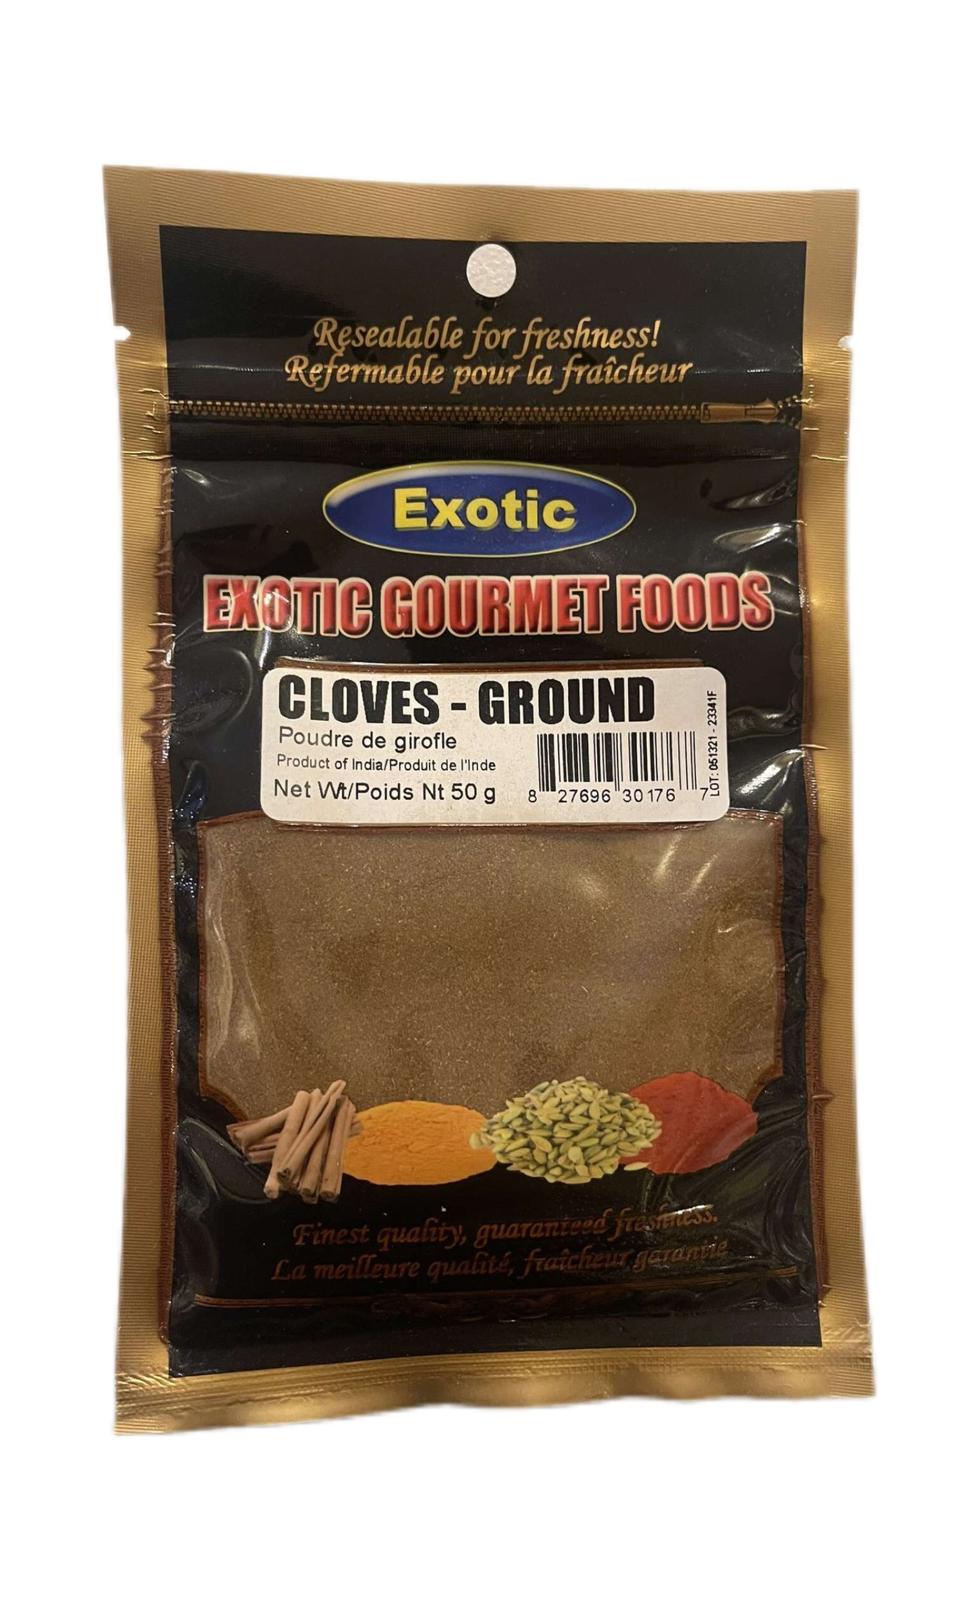 Resealable for freshness!
Refermable pour la fraîcheur
Exotic
EXOTIC GOURMET FOODS
CLOVES - GROUND
Poudre de girofle
Product of India/Produit de l'Inde
Net Wt/Poids Nt 50 g
8 27696 30176 7
LOT: 051321 - 23341F
Finest quality, guaranteed freshness.
La meilleure qualité, fraîcheur garantie